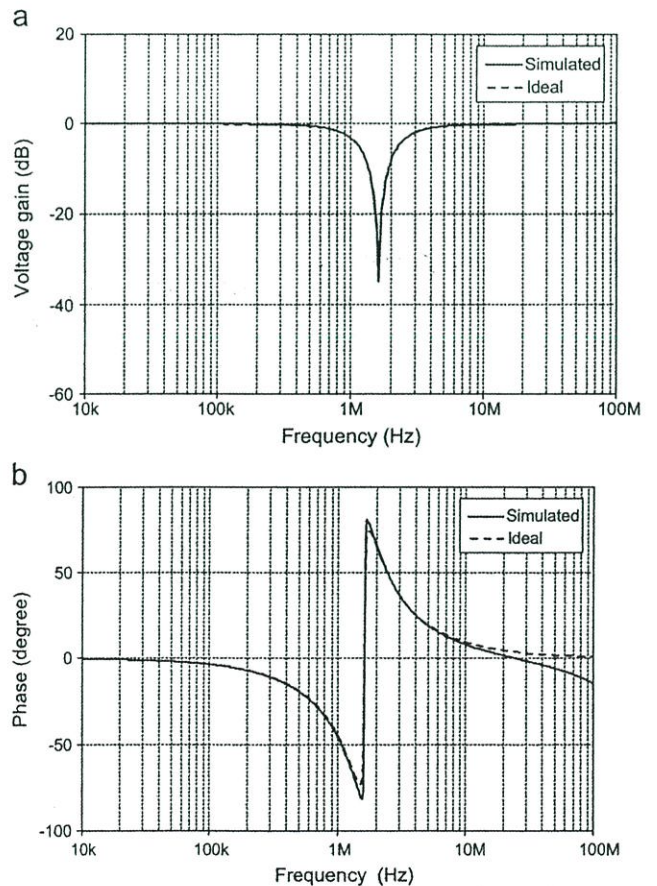 a
20
Simulated
Ideal
0
-20
-40
-60
Voltage gain (dB)
10k 100k 1M 10M 100M
Frequency (Hz)
b
100
Simulated
Ideal
50
0
-50
-100
Phase (degree)
10k 100k 1M 10M 100M
Frequency (Hz)